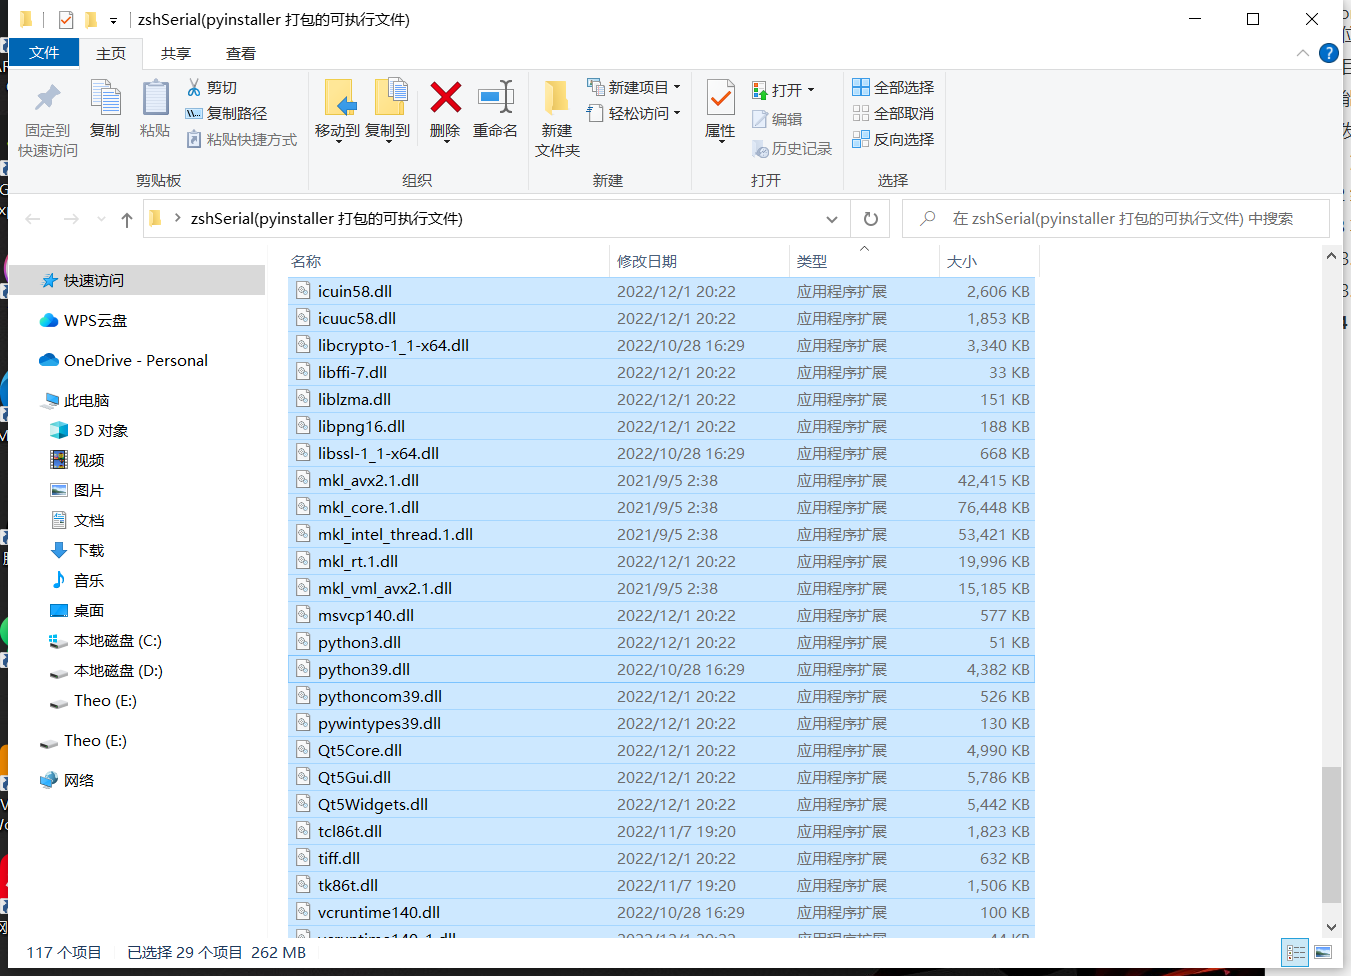 zshSerial(pyinstaller 打包的可执行文件)
文件 主页 共享 查看
固定到
快速访问
复制
粘贴
剪切
复制路径
粘贴快捷方式
剪贴板
移动到 复制到 删除 重命名
组织
新建
文件夹
新建项目
轻松访问
新建
属性
打开
编辑
历史记录
打开
全部选择
全部取消
反向选择
选择
zshSerial(pyinstaller 打包的可执行文件)
在 zshSerial(pyinstaller 打包的可执行文件) 中搜索
快速访问
WPS云盘
OneDrive - Personal
此电脑
3D 对象
视频
图片
文档
下载
音乐
桌面
本地磁盘 (C:)
本地磁盘 (D:)
Theo (E:)
Theo (E:)
网络
名称 修改日期 类型 大小
icuin58.dll 2022/12/1 20:22 应用程序扩展 2,606 KB
icuuc58.dll 2022/12/1 20:22 应用程序扩展 1,853 KB
libcrypto-1_1-x64.dll 2022/10/28 16:29 应用程序扩展 3,340 KB
libffi-7.dll 2022/12/1 20:22 应用程序扩展 33 KB
liblzma.dll 2022/12/1 20:22 应用程序扩展 151 KB
libpng16.dll 2022/12/1 20:22 应用程序扩展 188 KB
libssl-1_1-x64.dll 2022/10/28 16:29 应用程序扩展 668 KB
mkl_avx2.1.dll 2021/9/5 2:38 应用程序扩展 42,415 KB
mkl_core.1.dll 2021/9/5 2:38 应用程序扩展 76,448 KB
mkl_intel_thread.1.dll 2021/9/5 2:38 应用程序扩展 53,421 KB
mkl_rt.1.dll 2022/12/1 20:22 应用程序扩展 19,996 KB
mkl_vml_avx2.1.dll 2021/9/5 2:38 应用程序扩展 15,185 KB
msvcp140.dll 2022/12/1 20:22 应用程序扩展 577 KB
python3.dll 2022/12/1 20:22 应用程序扩展 51 KB
python39.dll 2022/10/28 16:29 应用程序扩展 4,382 KB
pythoncom39.dll 2022/12/1 20:22 应用程序扩展 526 KB
pywintypes39.dll 2022/12/1 20:22 应用程序扩展 130 KB
Qt5Core.dll 2022/12/1 20:22 应用程序扩展 4,990 KB
Qt5Gui.dll 2022/12/1 20:22 应用程序扩展 5,786 KB
Qt5Widgets.dll 2022/12/1 20:22 应用程序扩展 5,442 KB
tcl86t.dll 2022/11/7 19:20 应用程序扩展 1,823 KB
tiff.dll 2022/12/1 20:22 应用程序扩展 632 KB
tk86t.dll 2022/11/7 19:20 应用程序扩展 1,506 KB
vcruntime140.dll 2022/10/28 16:29 应用程序扩展 100 KB
117 个项目 已选择 29 个项目 262 MB